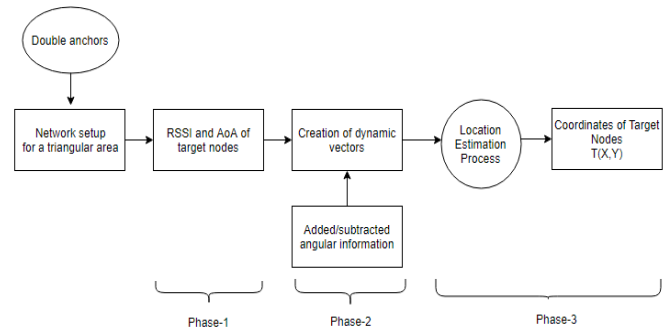 Double anchors
Network setup
for a triangular area
RSSI and AoA of
target nodes
Creation of dynamic
vectors
Location
Estimation
Process
Coordinates of Target
Nodes
T(X,Y)
Added/subtracted
angular information
Phase-1
Phase-2
Phase-3